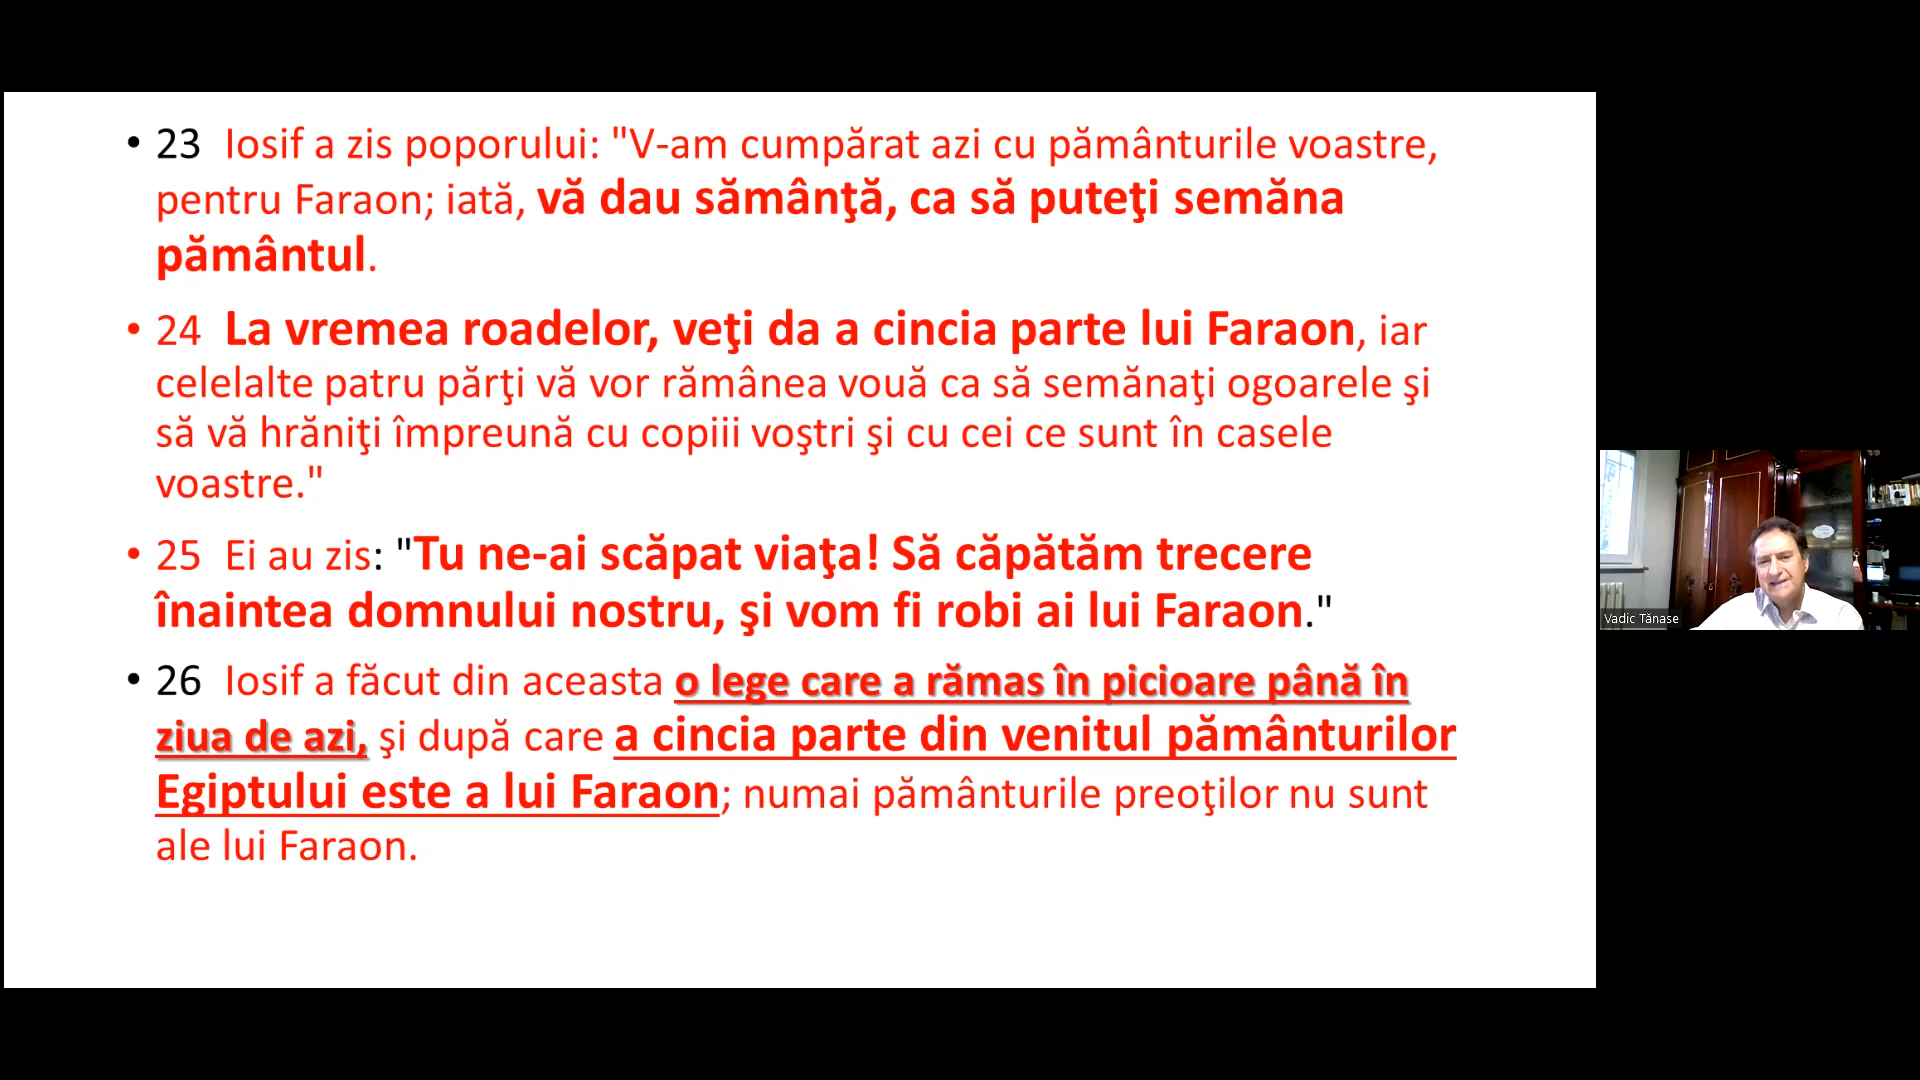 • 23 Iosif a zis poporului: "V-am cumpărat azi cu pământurile voastre,
pentru Faraon; iată, vă dau sămânţă, ca să puteţi semăna
pământul.
• 24 La vremea roadelor, veţi da a cincia parte lui Faraon, iar
celelalte patru părţi vă vor rămânea vouă ca să semănaţi ogoarele şi
să vă hrăniţi împreună cu copiii voştri şi cu cei ce sunt în casele
voastre."
• 25 Ei au zis: "Tu ne-ai scăpat viaţa! Să căpătăm trecere
înaintea domnului nostru, şi vom fi robi ai lui Faraon."
• 26 Iosif a făcut din aceasta o lege care a rămas în picioare până în
ziua de azi, şi după care a cincia parte din venitul pământurilor
Egiptului este a lui Faraon; numai pământurile preoţilor nu sunt
ale lui Faraon.
Vadic Tănase